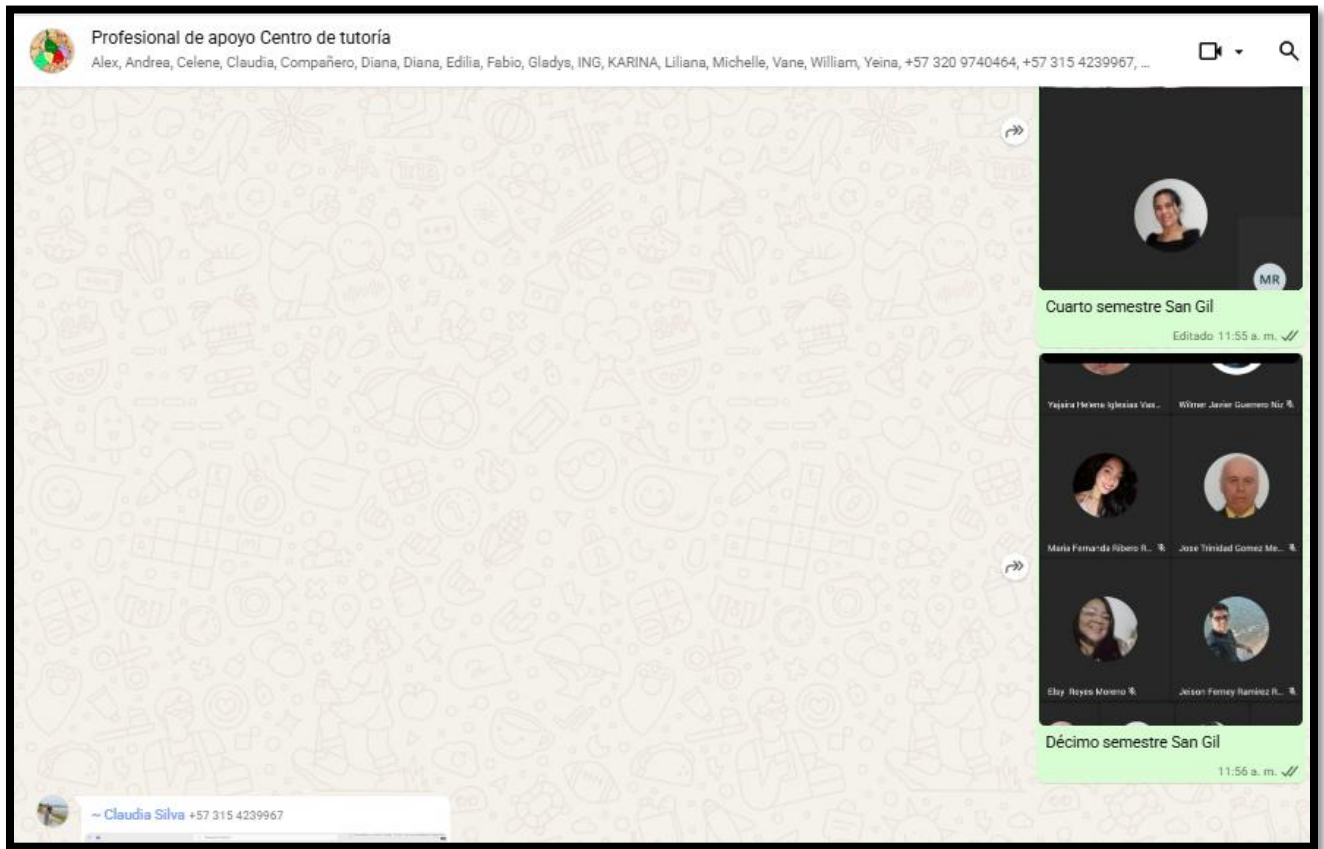 Profesional de apoyo Centro de tutoría
Alex, Andrea, Celene, Claudia, Compañero, Diana, Diana, Edilia, Fabio, Gladys, ING, KARINA, Liliana, Michelle, Vane, William, Yeina, +57 320 9740464, +57 315 4239967, ...
MR
Cuarto semestre San Gil
Editado 11:55 a. m.
Yajaira Helena Iglesias Vas...
Wilmer Javier Guerrero Niz
Maria Fernanda Ribero R...
Jose Trinidad Gomez Me...
Elsy Reyes Moreno
Jeison Ferney Ramirez R...
Décimo semestre San Gil
11:56 a. m.
~ Claudia Silva +57 315 4239967